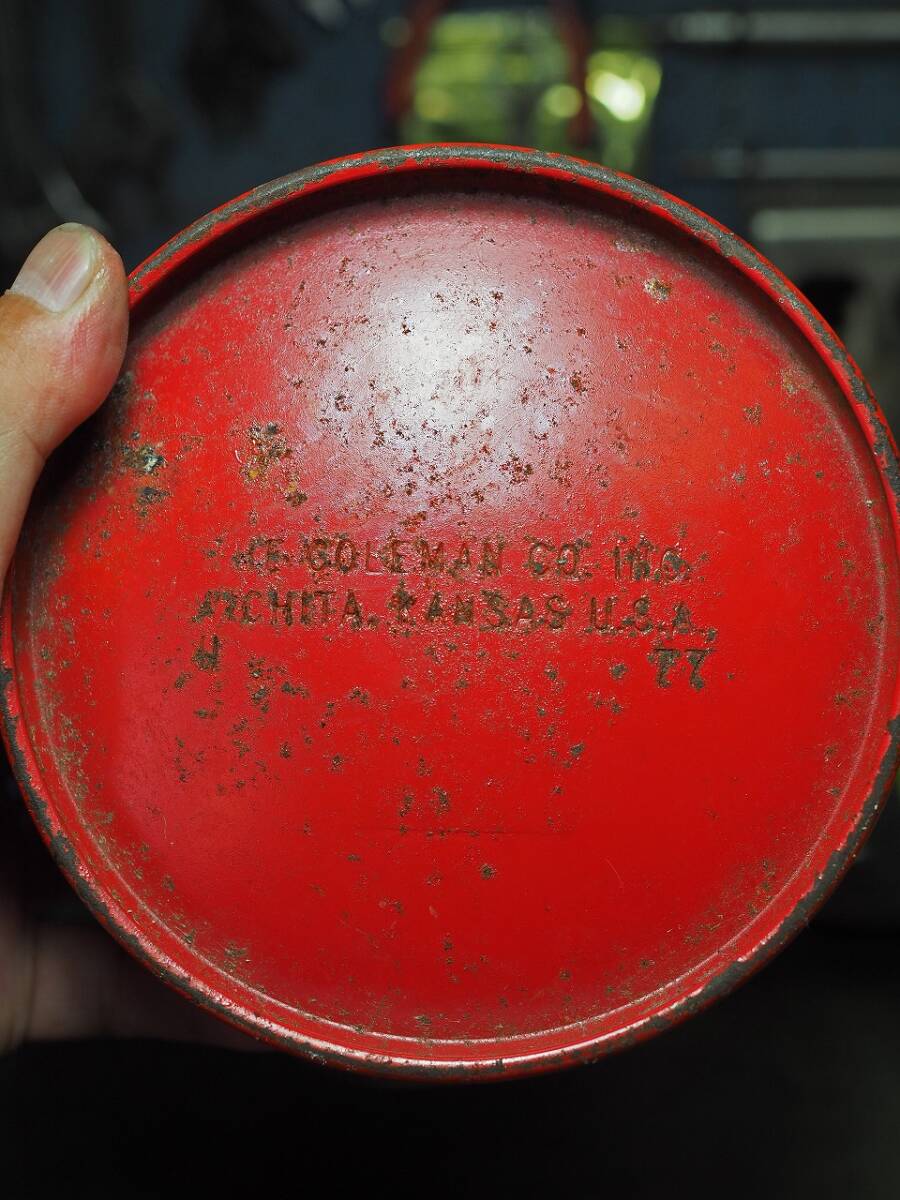 THE COLEMAN CO. INC.
WICHITA, KANSAS U.S.A.
77